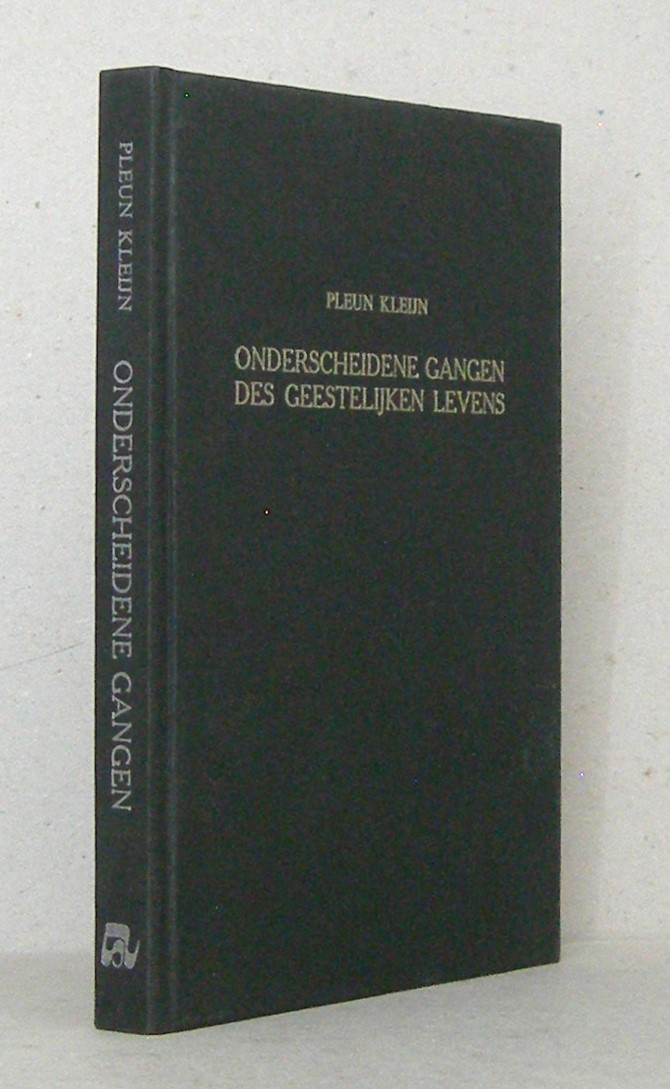 PLEUN KLEIJN
ONDERSCHEIDENE GANGEN
PLEUN KLEIJN
ONDERSCHEIDENE GANGEN
DES GEESTELIJKEN LEVENS